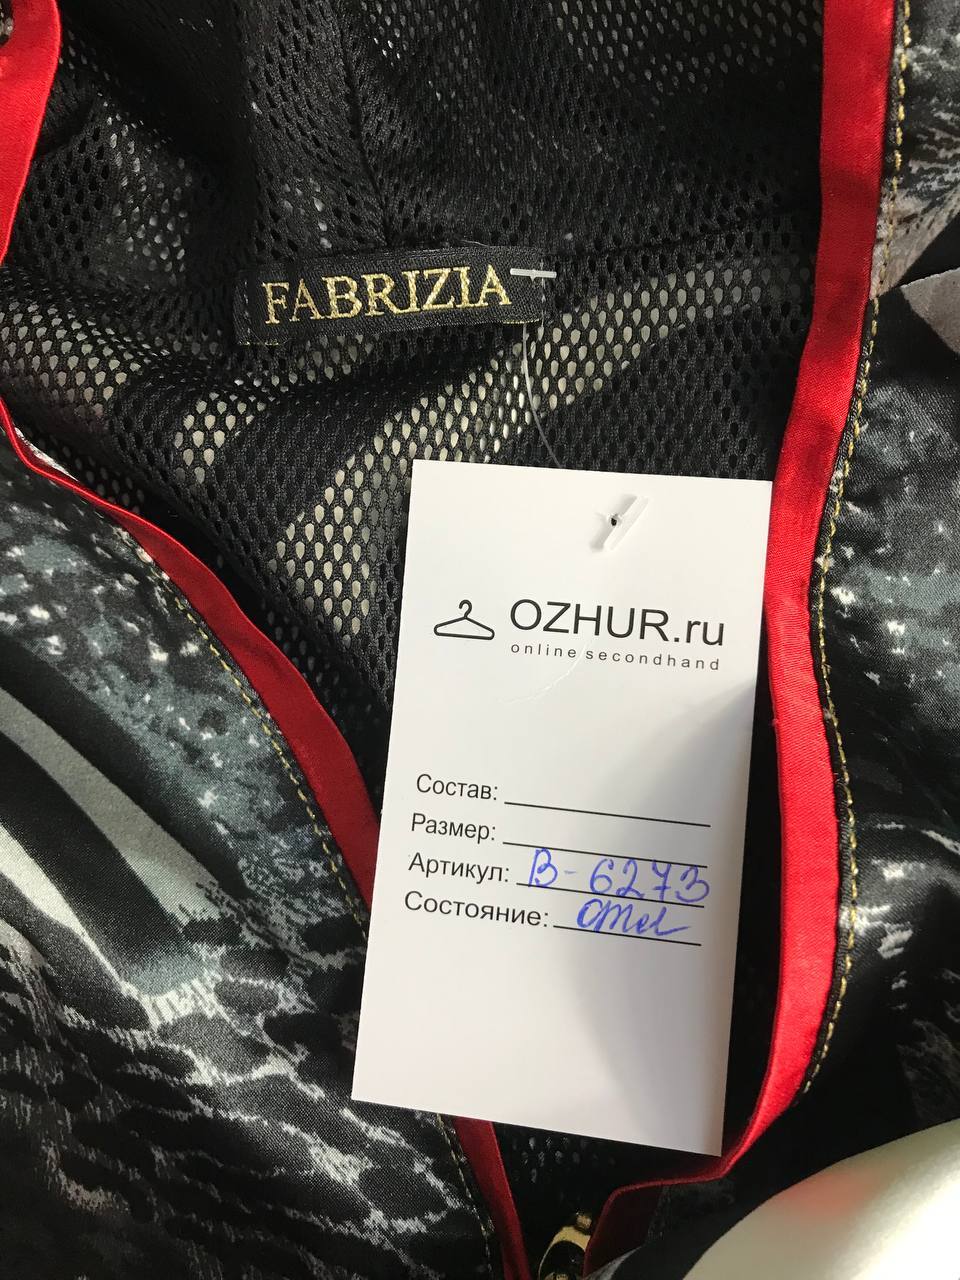 FABRIZIA
OZHUR.ru
online secondhand
Состав:
Размер:
Артикул: В-6273
Состояние: отл